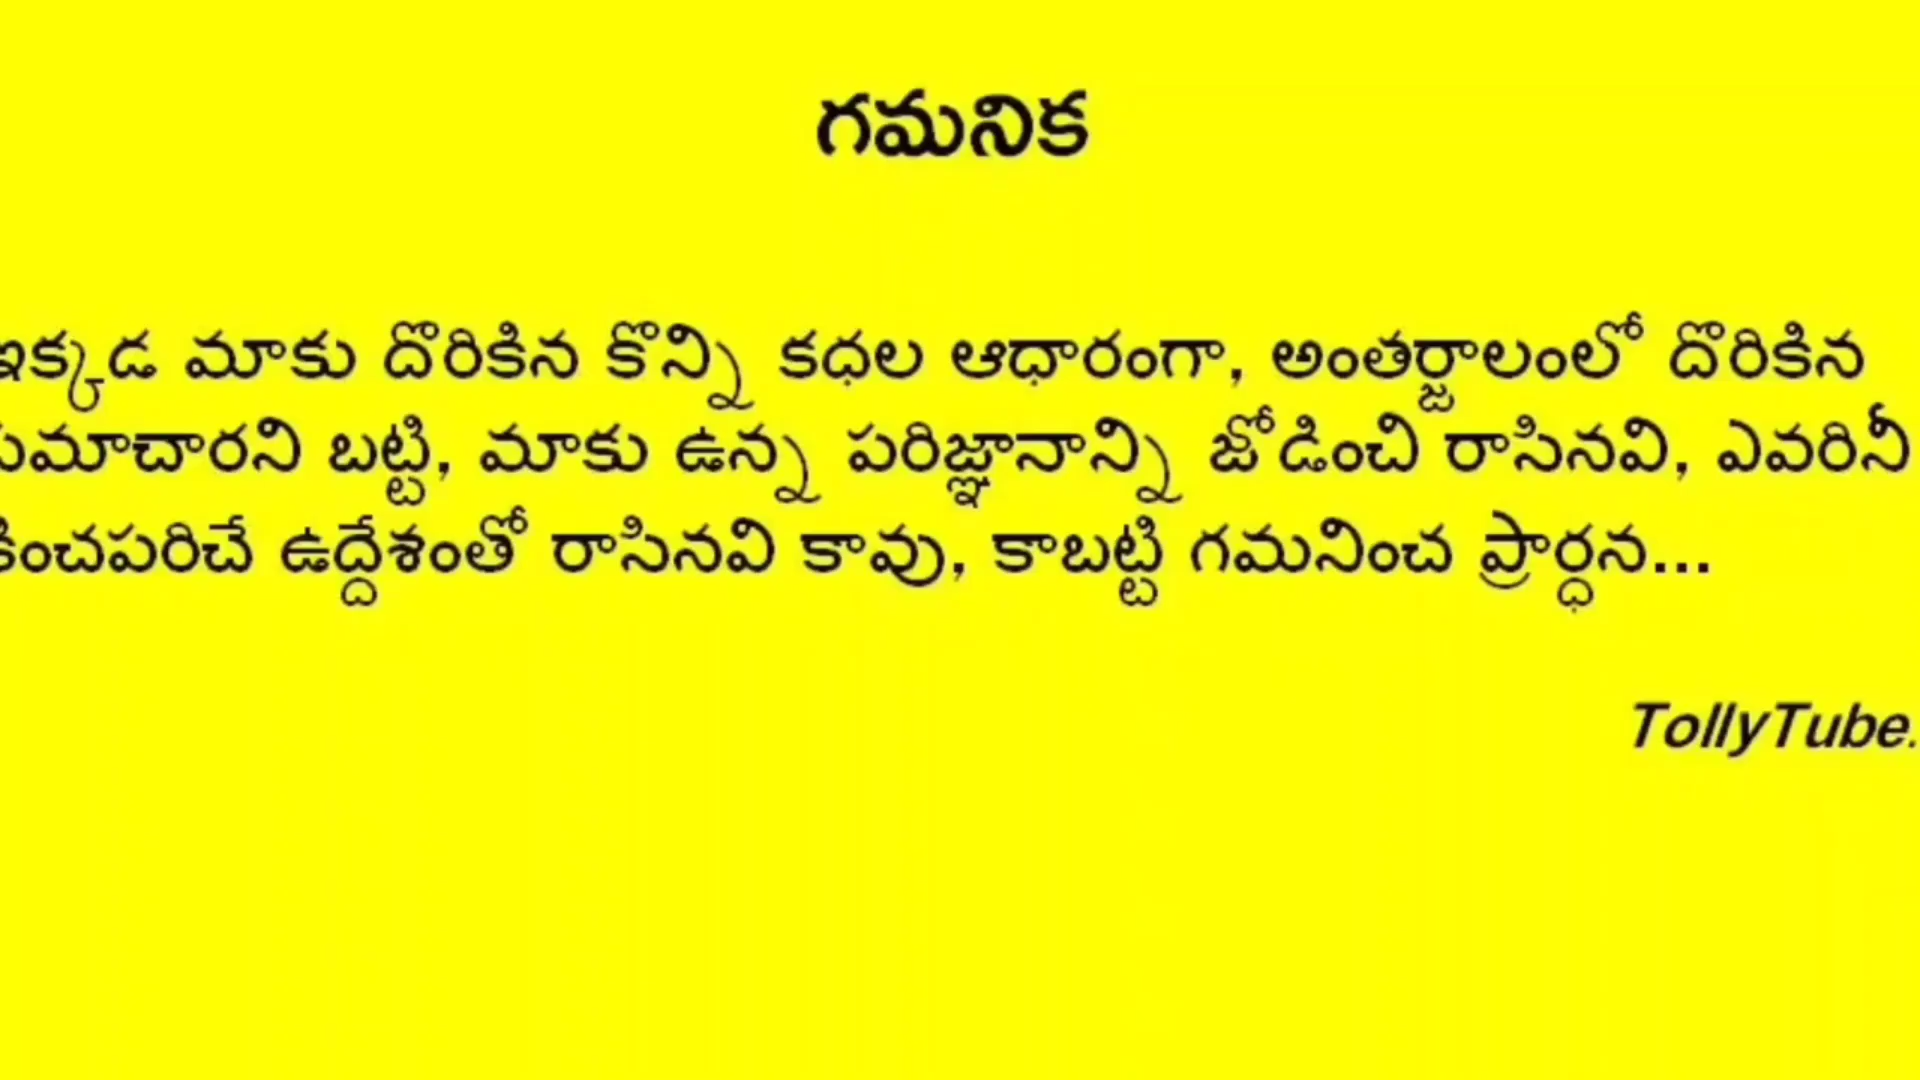 గమనిక
ఇక్కడ మాకు దొరికిన కొన్ని కధల ఆధారంగా, అంతర్జాలంలో దొరికిన
సమాచారని బట్టి, మాకు ఉన్న పరిజ్ఞానాన్ని జోడించి రాసినవి, ఎవరినీ
కించపరిచే ఉద్దేశంతో రాసినవి కావు, కాబట్టి గమనించ ప్రార్ధన...
TollyTube.